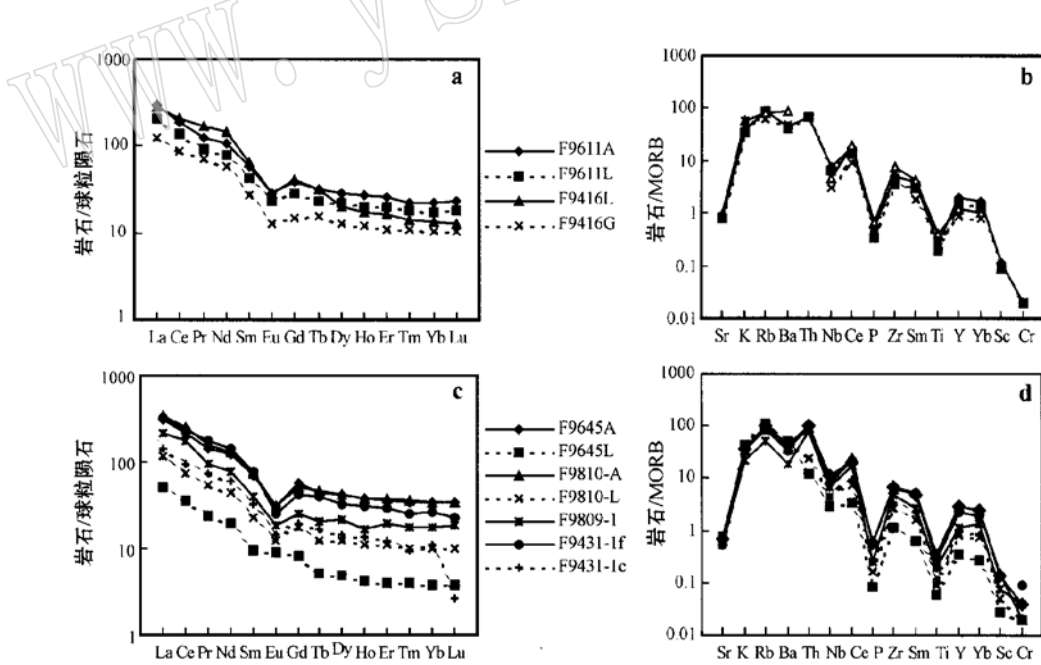 www. ys
1000
100
10
1
岩石/球粒陨石
a
La Ce Pr Nd Sm Eu Gd Tb Dy Ho Er Tm Yb Lu
F9611A
F9611L
F9416L
F9416G
1000
100
10
1
0.1
0.01
岩石/MORB
b
Sr K Rb Ba Th Nb Ce P Zr Sm Ti Y Yb Sc Cr
1000
100
10
1
岩石/球粒陨石
c
La Ce Pr Nd Sm Eu Gd Tb Dy Ho Er Tm Yb Lu
F9645A
F9645L
F9810-A
F9810-L
F9809-1
F9431-1f
F9431-1c
1000
100
10
1
0.1
0.01
岩石/MORB
d
Sr K Rb Ba Th Nb Ce P Zr Sm Ti Y Yb Sc Cr